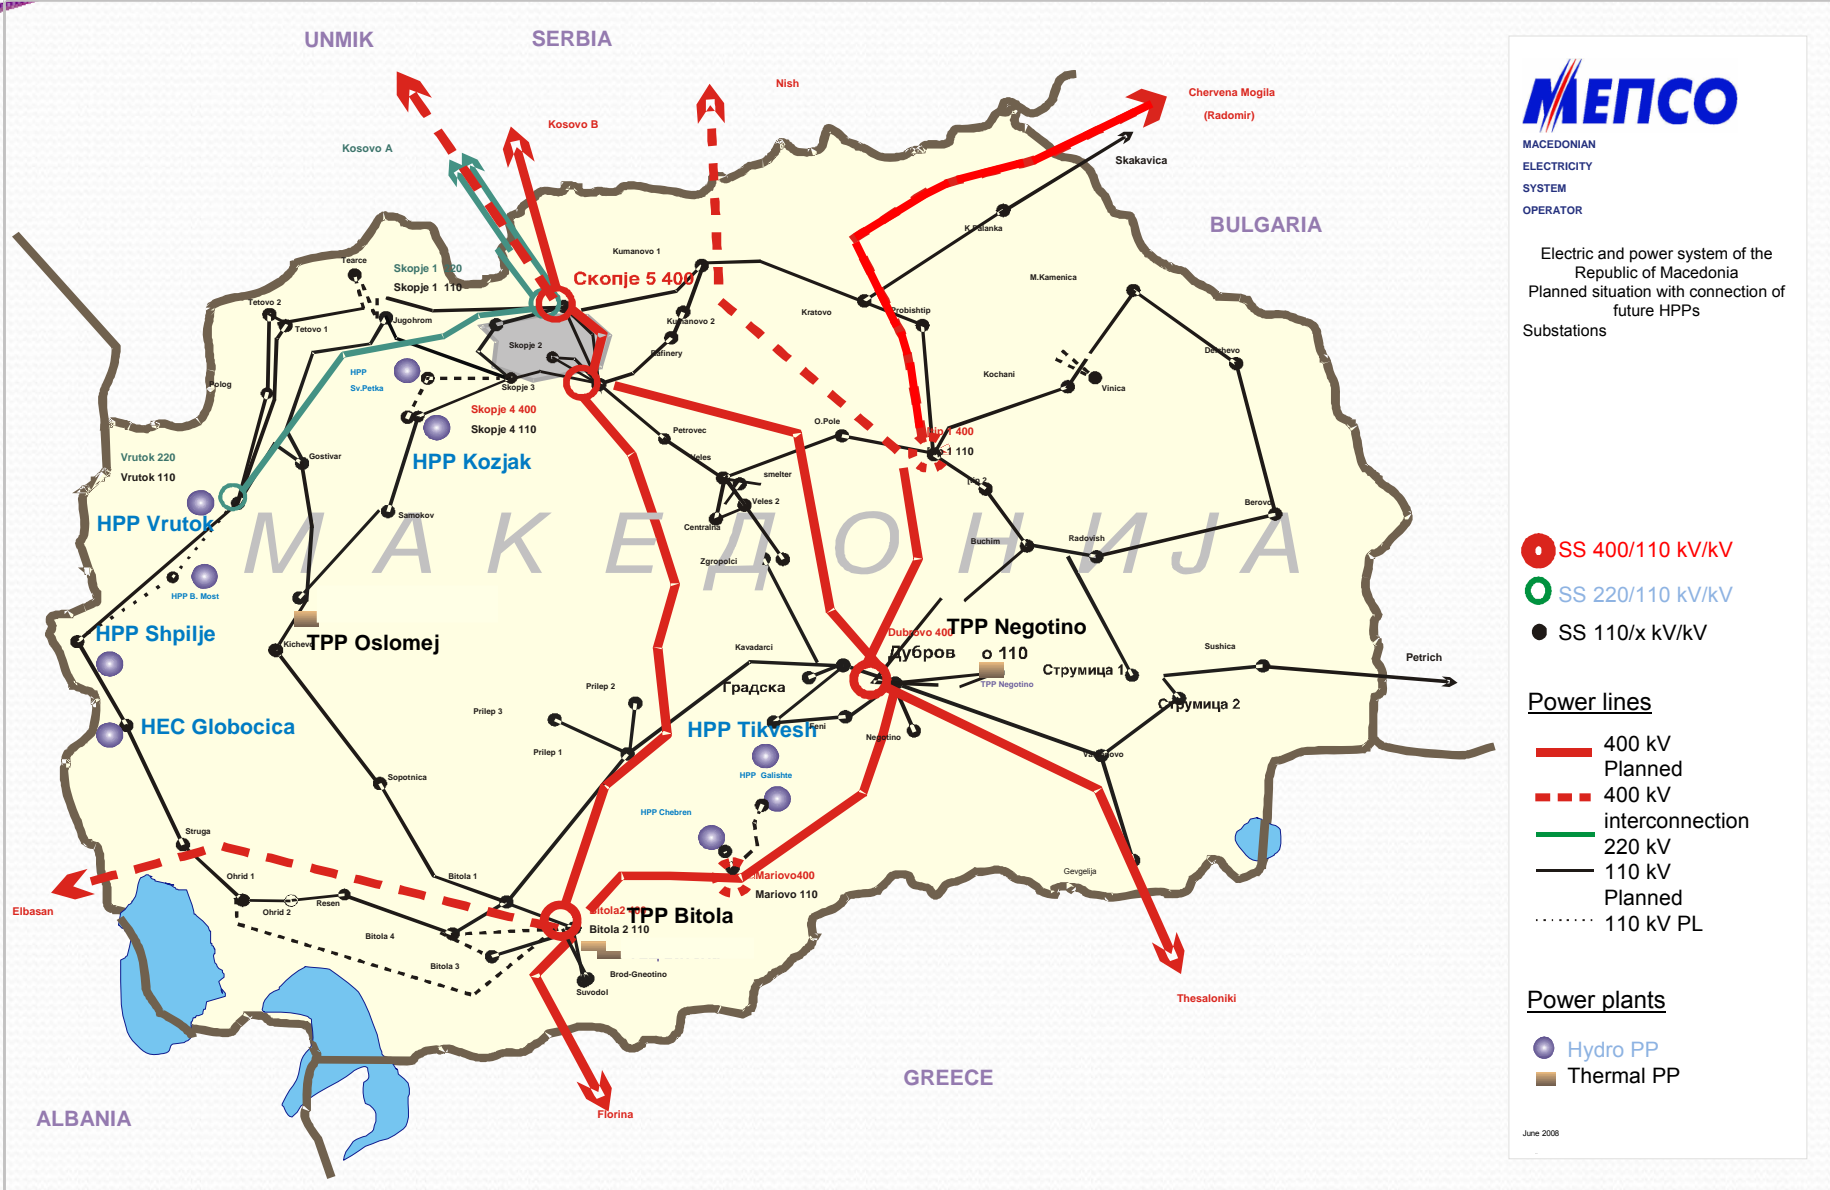 UNMIK
SERBIA
Nish
Chervena Mogila
(Radomir)
Kosovo B
Kosovo A
Skakavica
BULGARIA
K.Palanka
Kumanovo 1
Tearce
Skopje 1 220
Skopje 1 110
Скопје 5 400
M.Kamenica
Tetovo 2
Tetovo 1
Jugohrom
Kumanovo 2
Kratovo
Probishtip
Skopje 2
Rafinery
Delchevo
HPP
Sv.Petka
Polog
Skopje 3
Kochani
Vinica
Skopje 4 400
Skopje 4 110
O.Pole
Petrovec
HPP Kozjak
Vrutok 220
Vrutok 110
Gostivar
Veles
smelter
Veles 2
HPP Vrutok
Samokov
Centralna
Berovo
МАКЕДОНИЈА
Buchim
Radovish
Zgropolci
HPP B. Most
HPP Shpilje
TPP Oslomej
Kichevo
Dubrovo 400
TPP Negotino
Дубров
о 110
Kavadarci
Sushica
Petrich
Струмица 1
TPP Negotino
Градска
Струмица 2
Prilep 2
Prilep 3
HEC Globocica
HPP Tikvesh
Feni
Negotino
Prilep 1
Valandovo
HPP Galishte
Sopotnica
HPP Chebren
Struga
Gevgelija
Ohrid 1
Bitola 1
Mariovo400
Mariovo 110
Resen
Ohrid 2
Elbasan
Bitola2 400
TPP Bitola
Bitola 2 110
Bitola 4
Bitola 3
Brod-Gneotino
Suvodol
Thesaloniki
GREECE
Florina
ALBANIA
МЕПСО
MACEDONIAN
ELECTRICITY
SYSTEM
OPERATOR
Electric and power system of the
Republic of Macedonia
Planned situation with connection of
future HPPs
Substations
SS 400/110 kV/kV
SS 220/110 kV/kV
SS 110/x kV/kV
Power lines
400 kV
Planned
400 kV
interconnection
220 kV
110 kV
Planned
110 kV PL
Power plants
Hydro PP
Thermal PP
June 2008